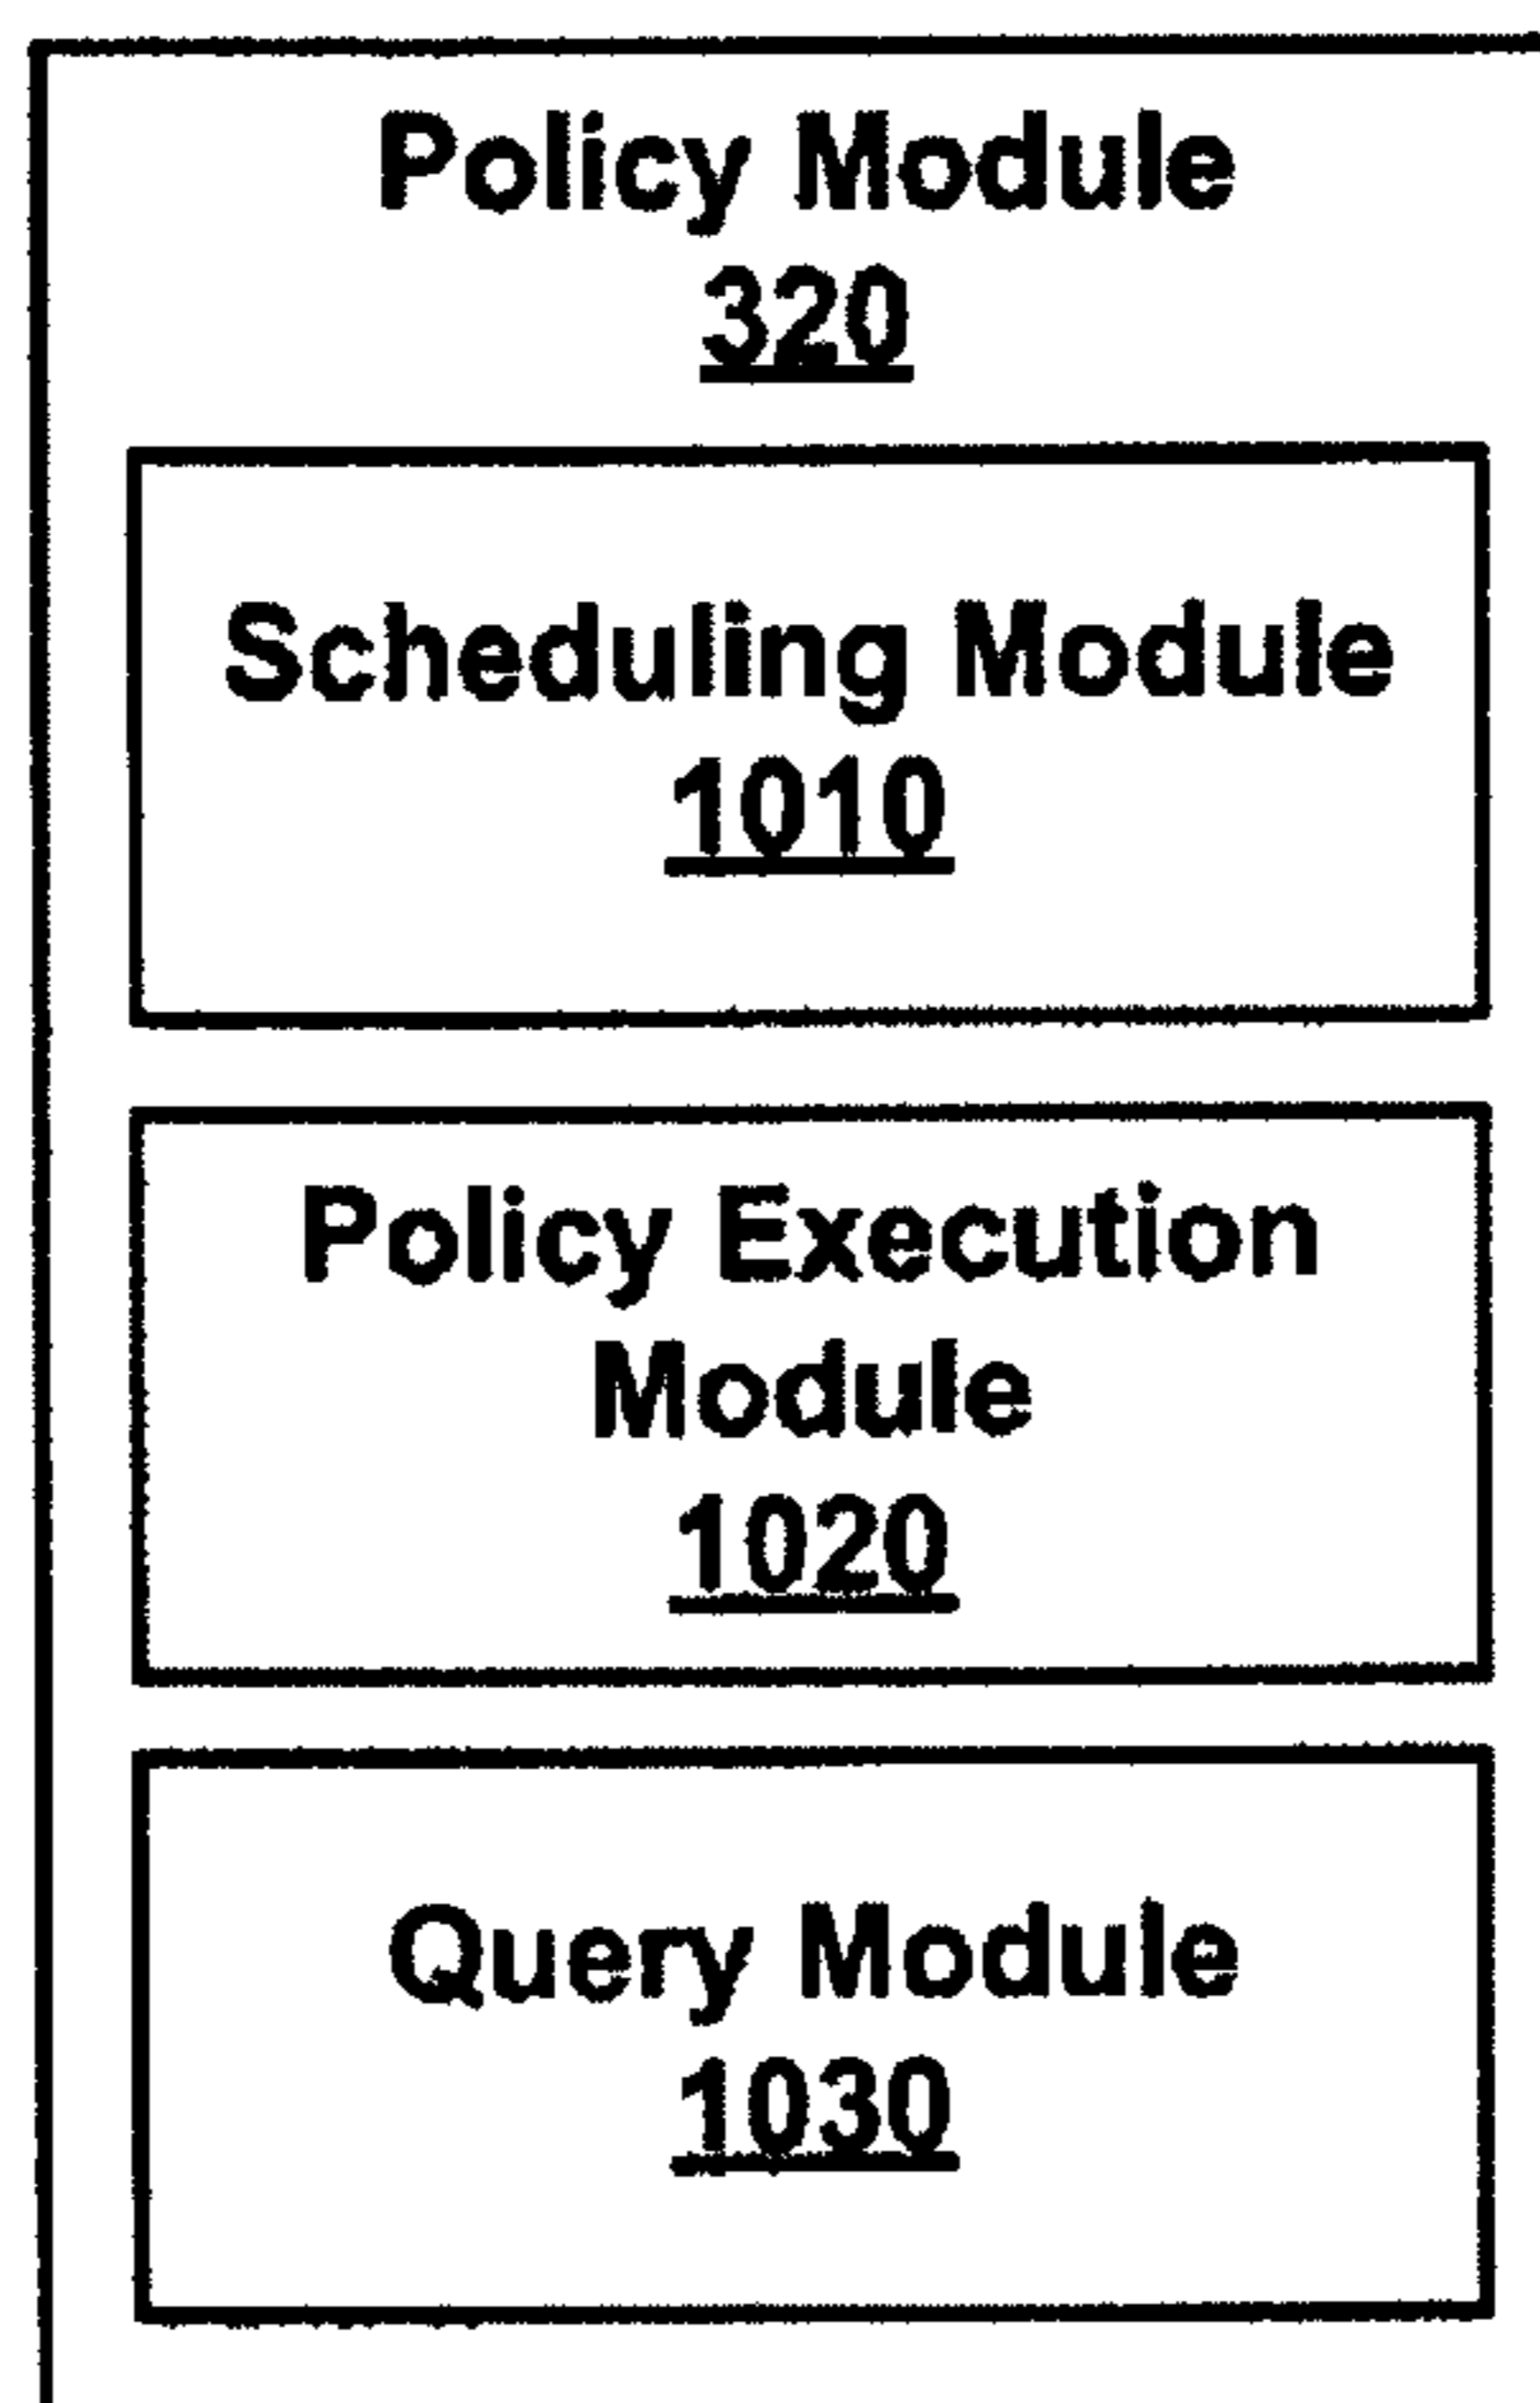 Policy Module
320
Scheduling Module
1010
Policy Execution
Module
1020
Query Module
1030